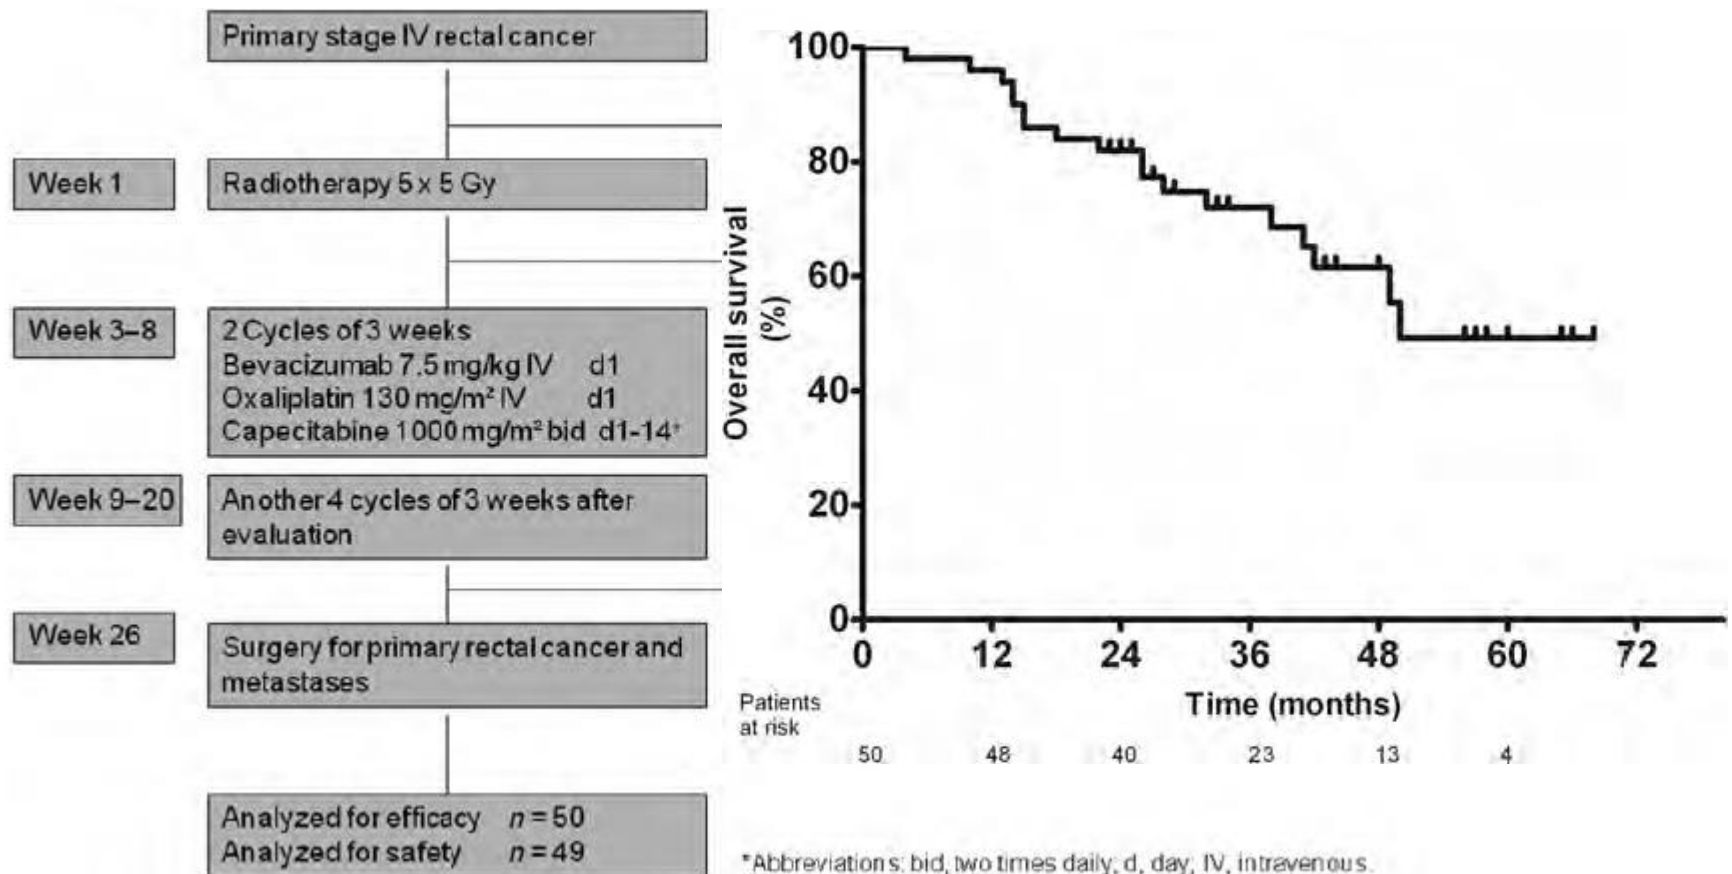 Primary stage IV rectal cancer
Week 1
Radiotherapy 5 x 5 Gy
Week 3–8
2 Cycles of 3 weeks
Bevacizumab 7.5 mg/kg IV d1
Oxaliplatin 130 mg/m² IV d1
Capecitabine 1000 mg/m² bid d1-14*
Week 9–20
Another 4 cycles of 3 weeks after
evaluation
Week 26
Surgery for primary rectal cancer and
metastases
Analyzed for efficacy n = 50
Analyzed for safety n = 49
Overall survival
(%)
100
80
60
40
20
0
0 12 24 36 48 60 72
Time (months)
Patients
at risk
50 48 40 23 13 4
*Abbreviations: bid, two times daily; d, day; IV, intravenous.